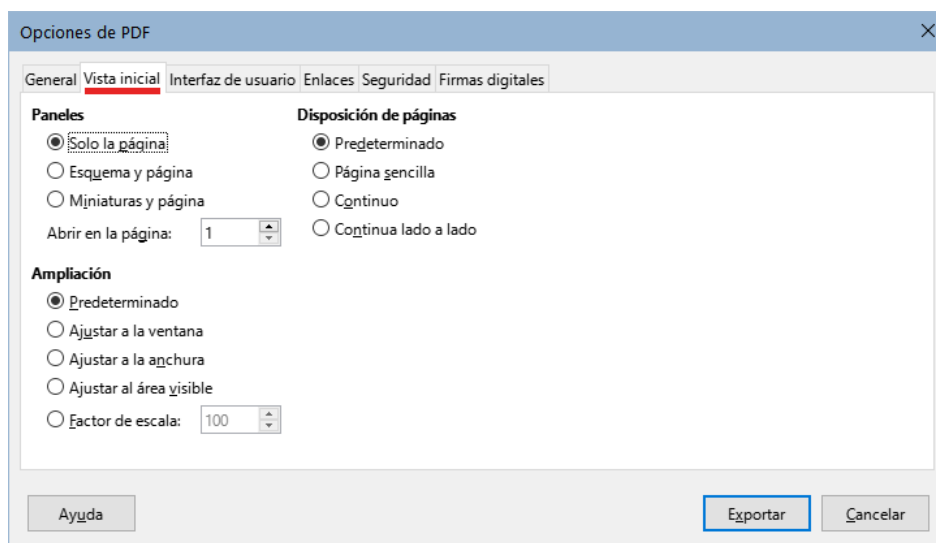 Opciones de PDF
General Vista inicial Interfaz de usuario Enlaces Seguridad Firmas digitales
Paneles
Solo la página
Esquema y página
Miniaturas y página
Abrir en la página: 1
Disposición de páginas
Predeterminado
Página sencilla
Continuo
Continua lado a lado
Ampliación
Predeterminado
Ajustar a la ventana
Ajustar a la anchura
Ajustar al área visible
Factor de escala: 100
Ayuda Exportar Cancelar